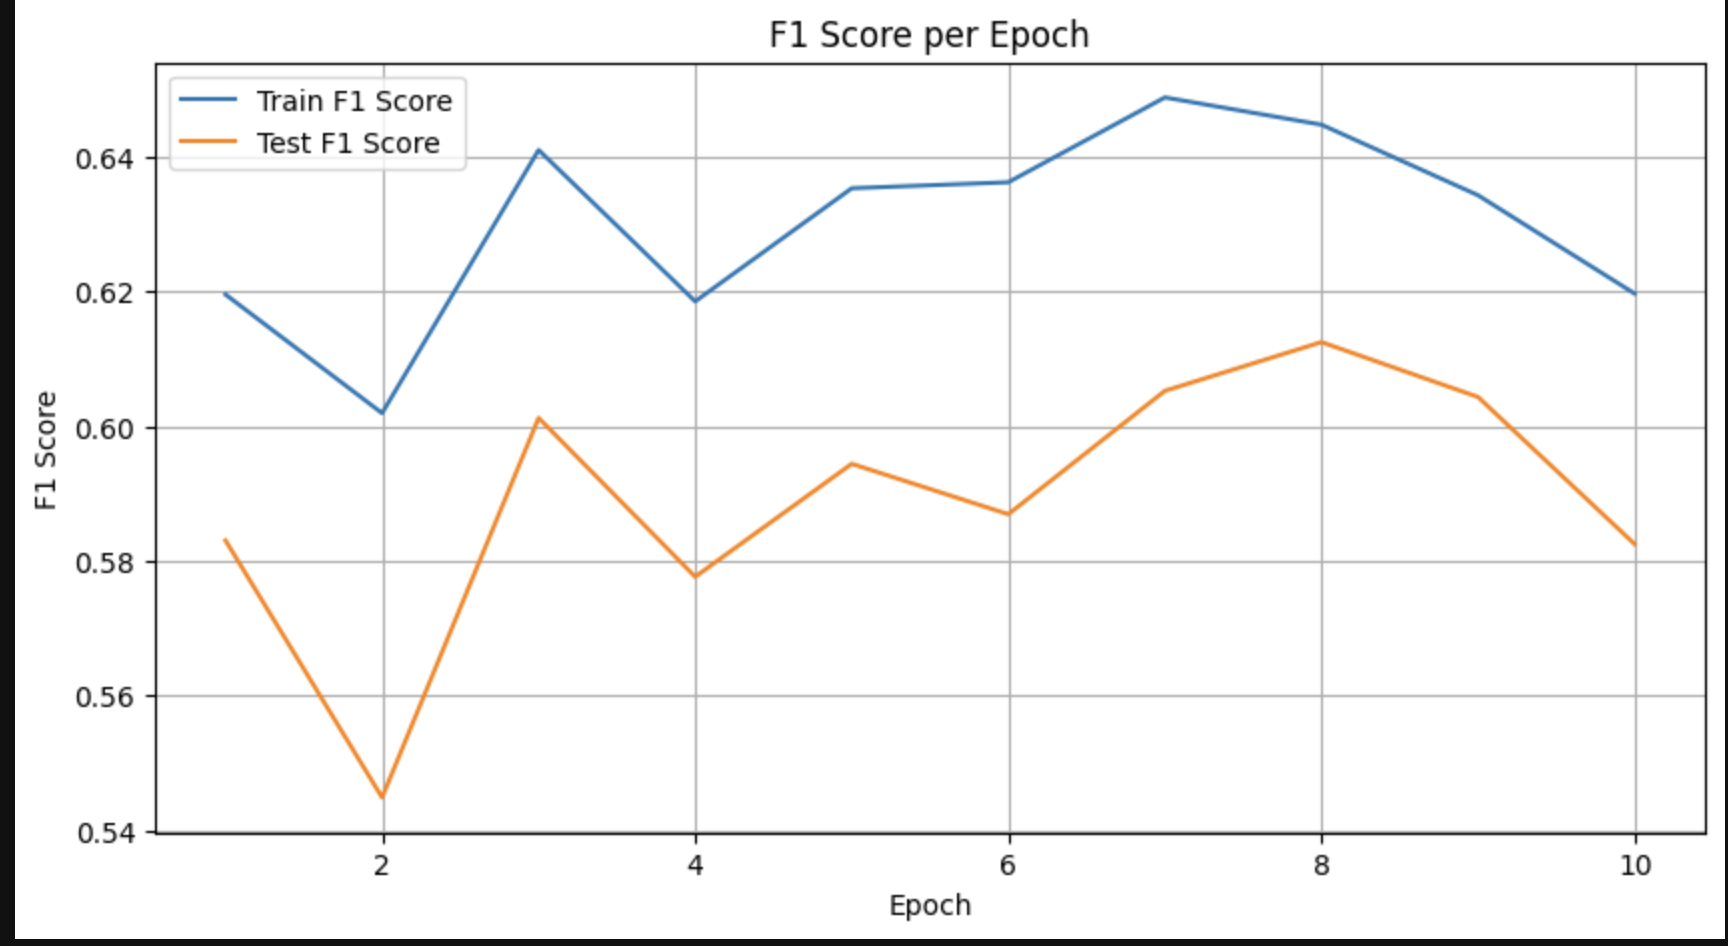 F1 Score per Epoch
Train F1 Score
Test F1 Score
0.64
0.62
0.60
0.58
0.56
0.54
F1 Score
2 4 6 8 10
Epoch